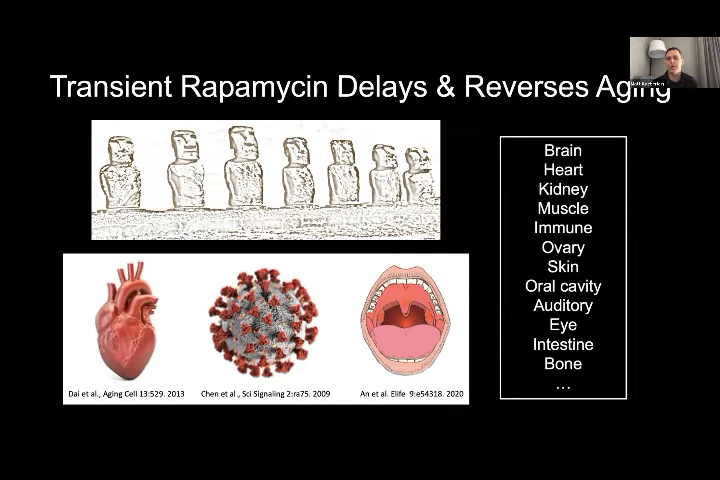 Transient Rapamycin Delays & Reverses Aging
Brain
Heart
Kidney
Muscle
Immune
Ovary
Skin
Oral cavity
Auditory
Eye
Intestine
Bone
…
Dai et al., Aging Cell 13:529. 2013
Chen et al., Sci Signaling 2:ra75. 2009
An et al. Elife 9:e54318. 2020